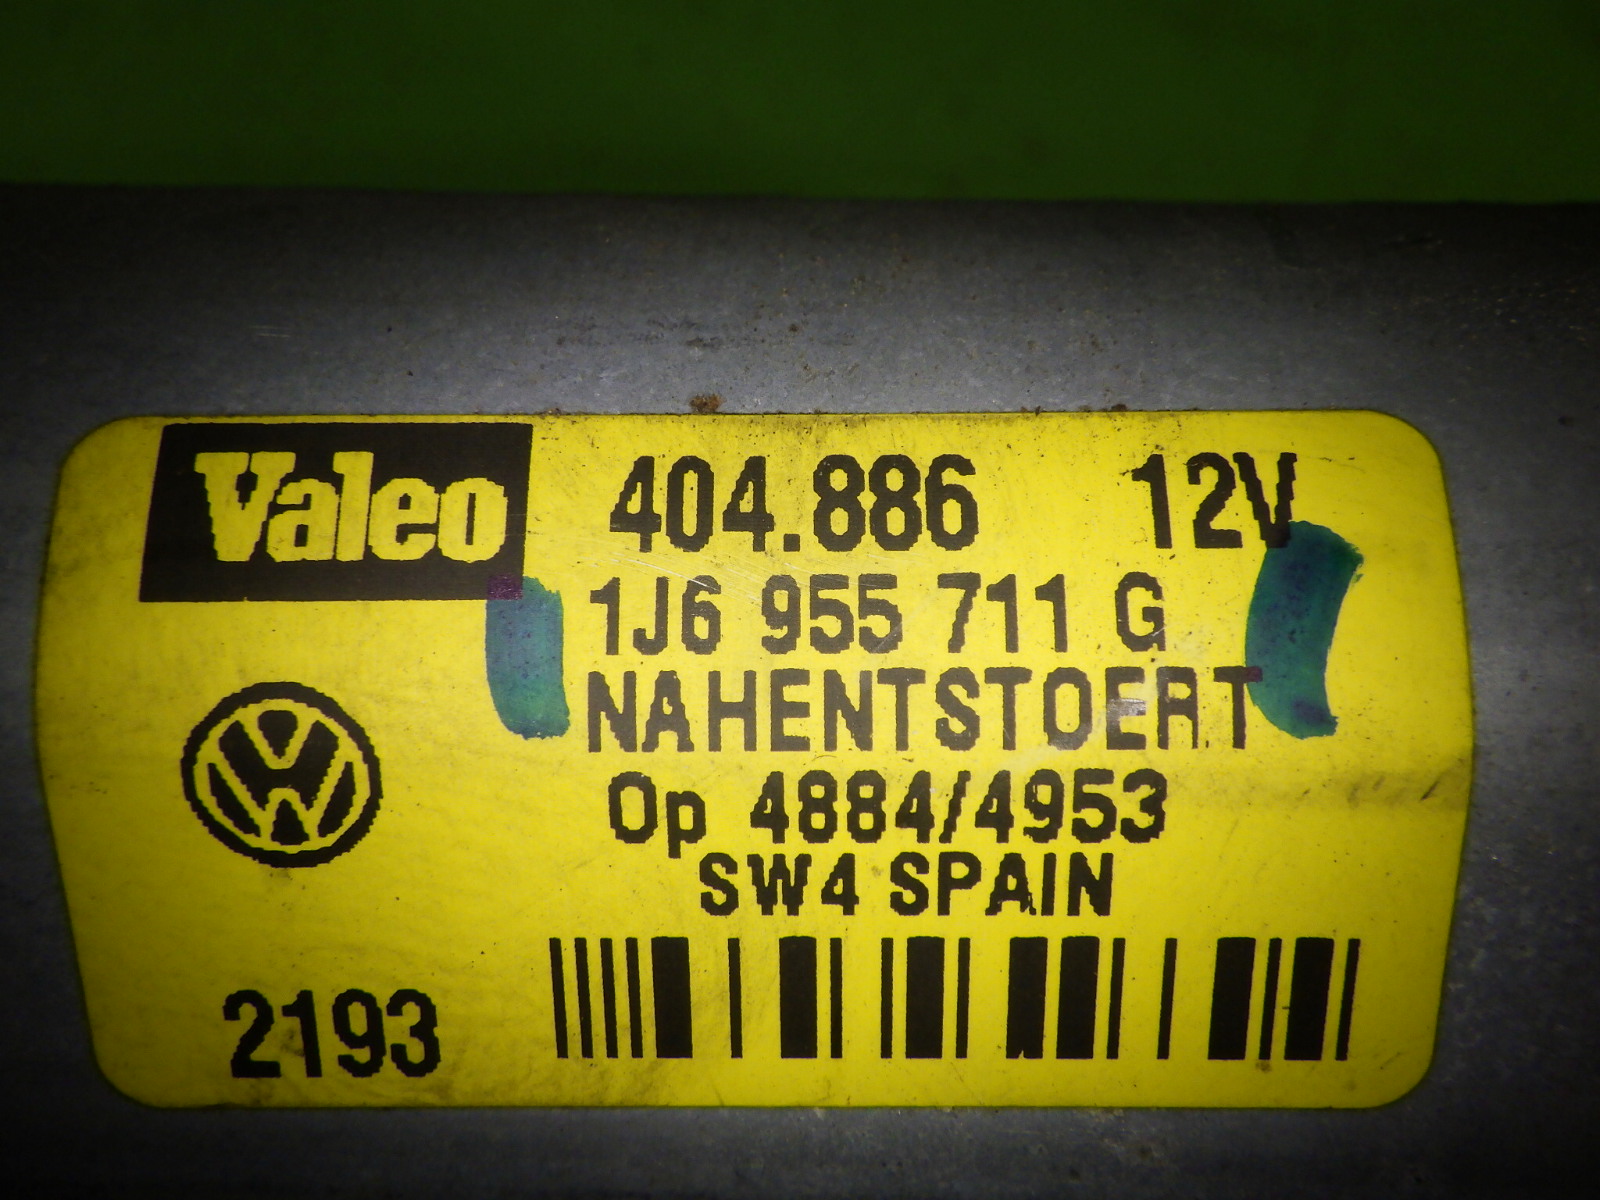 Valeo 404.886 12V
1J6 955 711 G
NAHENTSTOERT
Op 4884/4953
SW4 SPAIN
2193